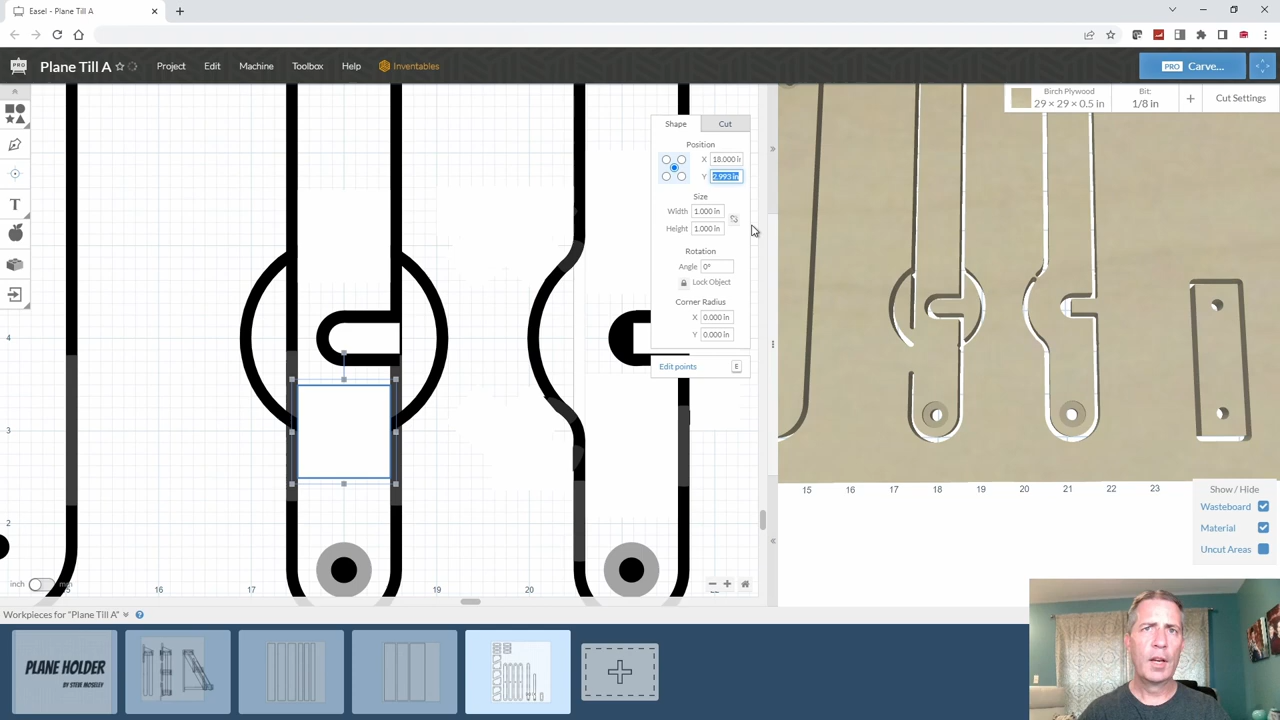 Easel - Plane Till A
PRO Plane Till A Project Edit Machine Toolbox Help Inventables
PRO Carve...
Birch Plywood
29 × 29 × 0.5 in
Bit:
1/8 in
Cut Settings
Shape Cut
Position
X 18.000 i
Y 2.993 in
Size
Width 1.000 in
Height 1.000 in
Rotation
Angle 0°
Lock Object
Corner Radius
X 0.000 in
Y 0.000 in
Edit points E
T
4
3
2
16 17 19 20
inch
15 16 17 18 19 20 21 22 23
Show / Hide
Wasteboard
Material
Uncut Areas
Workpieces for "Plane Till A"
PLANE HOLDER
BY STEVE MOSELEY